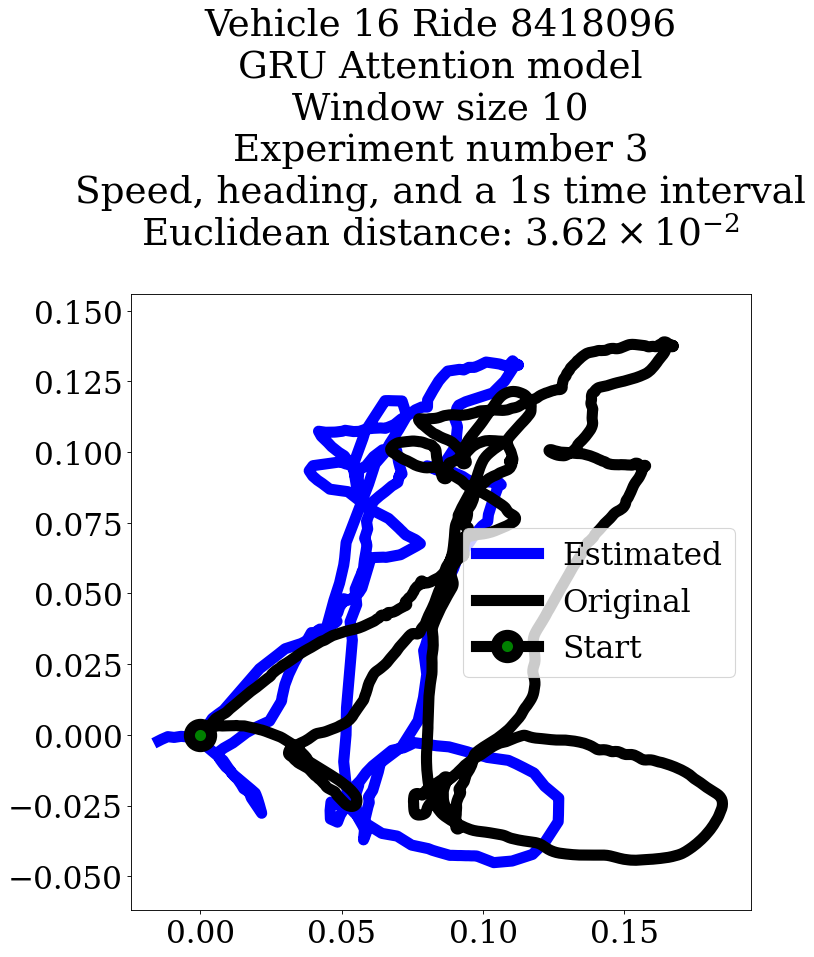 Vehicle 16 Ride 8418096
GRU Attention model
Window size 10
Experiment number 3
Speed, heading, and a 1s time interval
Euclidean distance: 3.62 × 10⁻²
0.150
0.125
0.100
0.075
0.050
0.025
0.000
−0.025
−0.050
Estimated
Original
Start
0.00 0.05 0.10 0.15